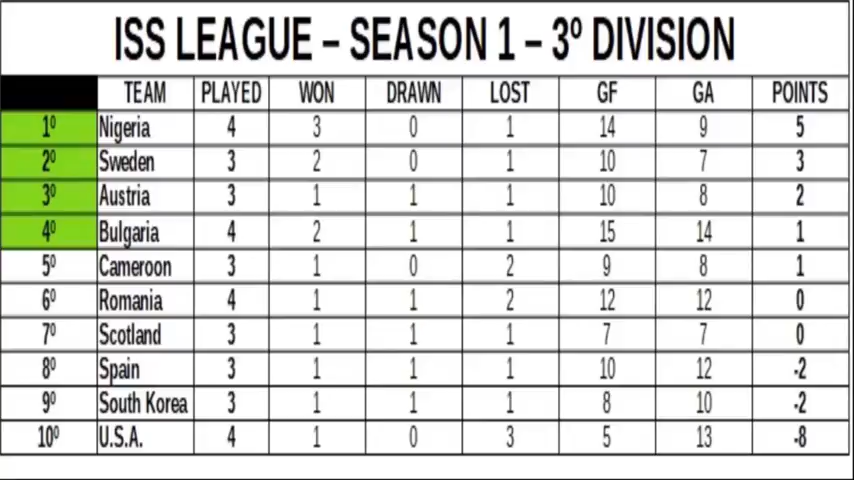 ISS LEAGUE – SEASON 1 – 3º DIVISION
TEAM PLAYED WON DRAWN LOST GF GA POINTS
1º Nigeria 4 3 0 1 14 9 5
2º Sweden 3 2 0 1 10 7 3
3º Austria 3 1 1 1 10 8 2
4º Bulgaria 4 2 1 1 15 14 1
5º Cameroon 3 1 0 2 9 8 1
6º Romania 4 1 1 2 12 12 0
7º Scotland 3 1 1 1 7 7 0
8º Spain 3 1 1 1 10 12 -2
9º South Korea 3 1 1 1 8 10 -2
10º U.S.A. 4 1 0 3 5 13 -8